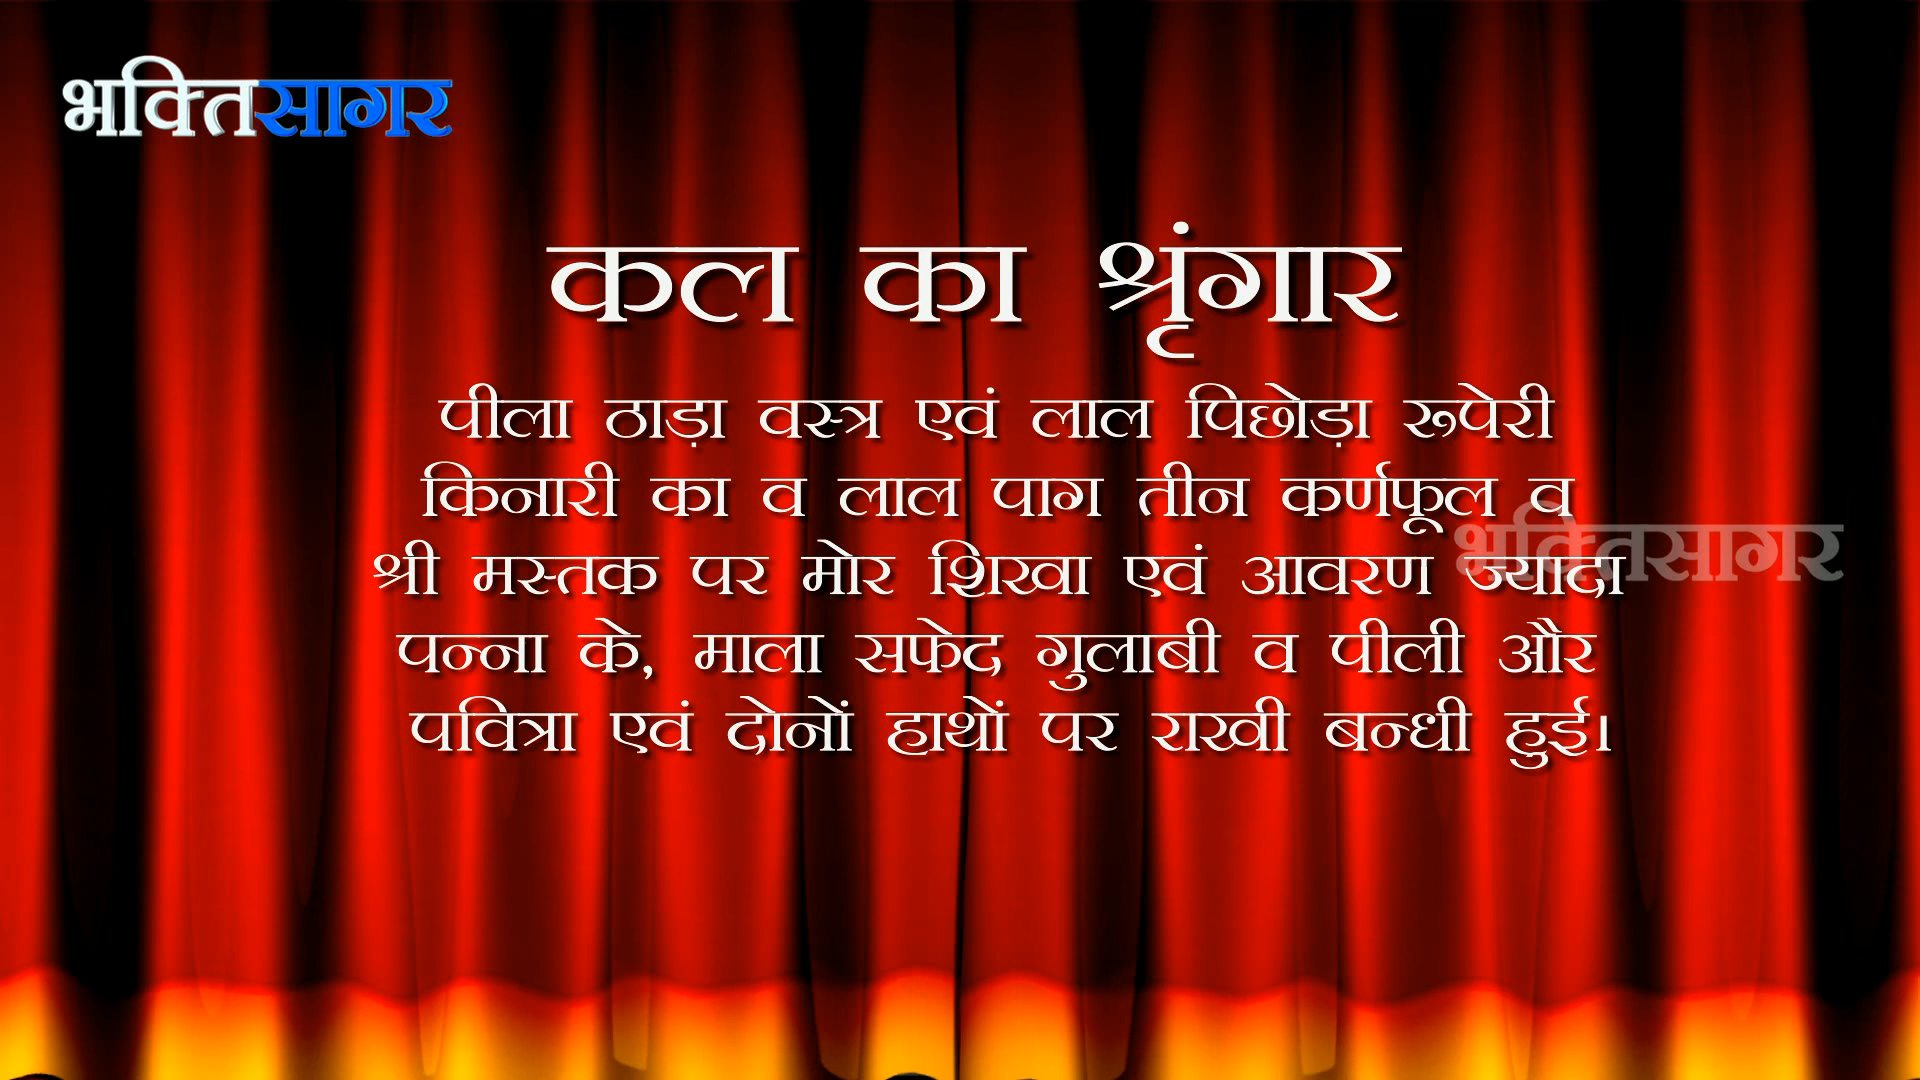 भक्तिसागर
कल का श्रृंगार
पीला ठाड़ा वस्त्र एवं लाल पिछोड़ा रूपेरी
किनारी का व लाल पाग तीन कर्णफूल व
श्री मस्तक पर मोर शिखा एवं आवरण ज्यादा
भक्तिसागर
पन्ना के, माला सफेद गुलाबी व पीली और
पवित्रा एवं दोनों हाथों पर राखी बन्धी हुई।